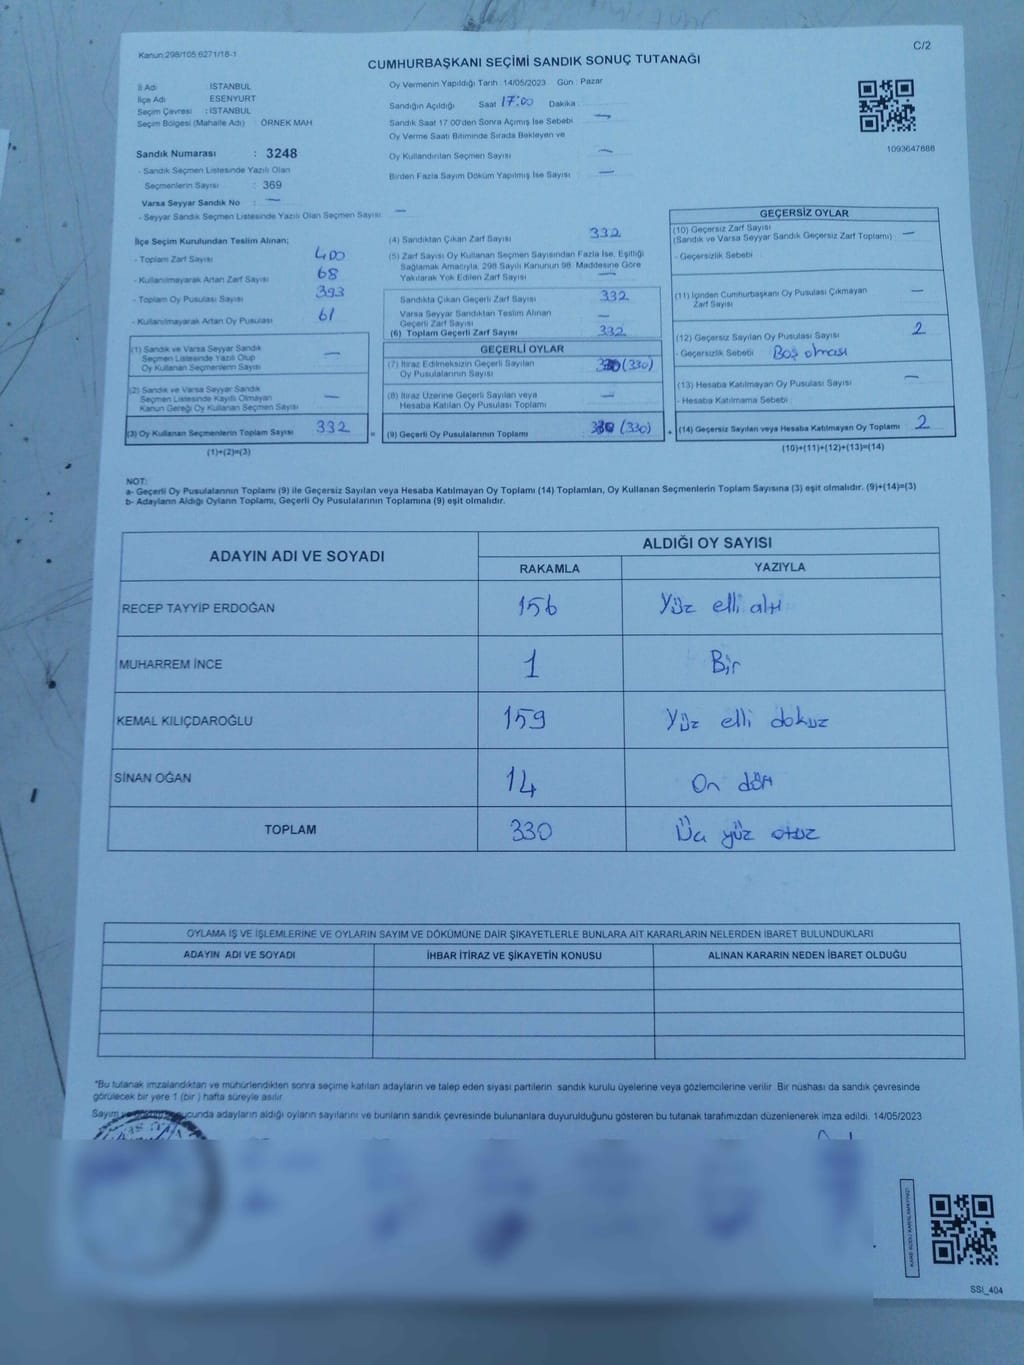 Kanun:298/105 6271/18-1
C/2
CUMHURBAŞKANI SEÇİMİ SANDIK SONUÇ TUTANAĞI
İl Adı İSTANBUL
İlçe Adı ESENYURT
Seçim Çevresi : İSTANBUL
Seçim Bölgesi (Mahalle Adı) ÖRNEK MAH
Sandık Numarası : 3248
- Sandık Seçmen Listesinde Yazılı Olan
Seçmenlerin Sayısı : 369
Varsa Seyyar Sandık No : —
- Seyyar Sandık Seçmen Listesinde Yazılı Olan Seçmen Sayısı —
Oy Vermenin Yapıldığı Tarih : 14/05/2023 Gün : Pazar
Sandığın Açıldığı Saat 17:00 Dakika :
Sandık Saat 17.00'den Sonra Açımış İse Sebebi —
Oy Verme Saati Bitiminde Sırada Bekleyen ve
Oy Kullandırılan Seçmen Sayısı —
Birden Fazla Sayım Döküm Yapılmış İse Sayısı —
1093647888
İlçe Seçim Kurulundan Teslim Alınan;
- Toplam Zarf Sayısı 400
- Kullanılmayarak Artan Zarf Sayısı 68
- Toplam Oy Pusulası Sayısı 393
- Kullanılmayarak Artan Oy Pusulası 61
(1) Sandık ve Varsa Seyyar Sandık
Seçmen Listesinde Yazılı Olup
Oy Kullanan Seçmenlerin Sayısı —
(2) Sandık ve Varsa Seyyar Sandık
Seçmen Listesinde Kayıtlı Olmayan
Kanun Gereği Oy Kullanan Seçmen Sayısı —
(3) Oy Kullanan Seçmenlerin Toplam Sayısı 332
(1)+(2)=(3)
(4) Sandıktan Çıkan Zarf Sayısı 332
(5) Zarf Sayısı Oy Kullanan Seçmen Sayısından Fazla İse, Eşitliği
Sağlamak Amacıyla, 298 Sayılı Kanunun 98. Maddesine Göre
Yakılarak Yok Edilen Zarf Sayısı —
Sandıkta Çıkan Geçerli Zarf Sayısı 332
Varsa Seyyar Sandıktan Teslim Alınan
Geçerli Zarf Sayısı —
(6) Toplam Geçerli Zarf Sayısı 332
GEÇERLİ OYLAR
(7) İtiraz Edilmeksizin Geçerli Sayılan
Oy Pusulalarının Sayısı (330)
(8) İtiraz Üzerine Geçerli Sayılan veya
Hesaba Katılan Oy Pusulası Toplamı —
= (9) Geçerli Oy Pusulalarının Toplamı (330) +
GEÇERSİZ OYLAR
(10) Geçersiz Zarf Sayısı
(Sandık ve Varsa Seyyar Sandık Geçersiz Zarf Toplamı) —
- Geçersizlik Sebebi
(11) İçinden Cumhurbaşkanı Oy Pusulası Çıkmayan
Zarf Sayısı —
(12) Geçersiz Sayılan Oy Pusulası Sayısı 2
- Geçersizlik Sebebi Boş olması
(13) Hesaba Katılmayan Oy Pusulası Sayısı —
- Hesaba Katılmama Sebebi
(14) Geçersiz Sayılan veya Hesaba Katılmayan Oy Toplamı 2
(10)+(11)+(12)+(13)=(14)
NOT:
a- Geçerli Oy Pusulalarının Toplamı (9) ile Geçersiz Sayılan veya Hesaba Katılmayan Oy Toplamı (14) Toplamları, Oy Kullanan Seçmenlerin Toplam Sayısına (3) eşit olmalıdır. (9)+(14)=(3)
b- Adayların Aldığı Oyların Toplamı, Geçerli Oy Pusulalarının Toplamına (9) eşit olmalıdır.
ADAYIN ADI VE SOYADI ALDIĞI OY SAYISI
RAKAMLA YAZIYLA
RECEP TAYYİP ERDOĞAN 156 Yüz elli altı
MUHARREM İNCE 1 Bir
KEMAL KILIÇDAROĞLU 159 Yüz elli dokuz
SİNAN OĞAN 14 On dört
TOPLAM 330 Üç yüz otuz
OYLAMA İŞ VE İŞLEMLERİNE VE OYLARIN SAYIM VE DÖKÜMÜNE DAİR ŞİKAYETLERLE BUNLARA AİT KARARLARIN NELERDEN İBARET BULUNDUKLARI
ADAYIN ADI VE SOYADI İHBAR İTİRAZ VE ŞİKAYETİN KONUSU ALINAN KARARIN NEDEN İBARET OLDUĞU
"Bu tutanak imzalandıktan ve mühürlendikten sonra seçime katılan adayların ve talep eden siyasi partilerin sandık kurulu üyelerine veya gözlemcilerine verilir. Bir nüshası da sandık çevresinde
görülecek bir yere 1 (bir ) hafta süreyle asılır
Sayım ucunda adayların aldığı oyların sayılarını ve bunların sandık çevresinde bulunanlara duyurulduğunu gösteren bu tutanak tarafımızdan düzenlenerek imza edildi. 14/05/2023
SSİ_404